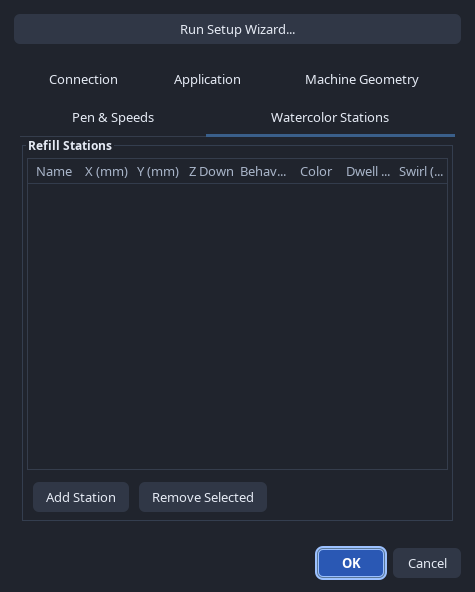 Run Setup Wizard...
Connection Application Machine Geometry
Pen & Speeds Watercolor Stations
Refill Stations
Name X (mm) Y (mm) Z Down Behav... Color Dwell ... Swirl (...
Add Station Remove Selected
OK Cancel